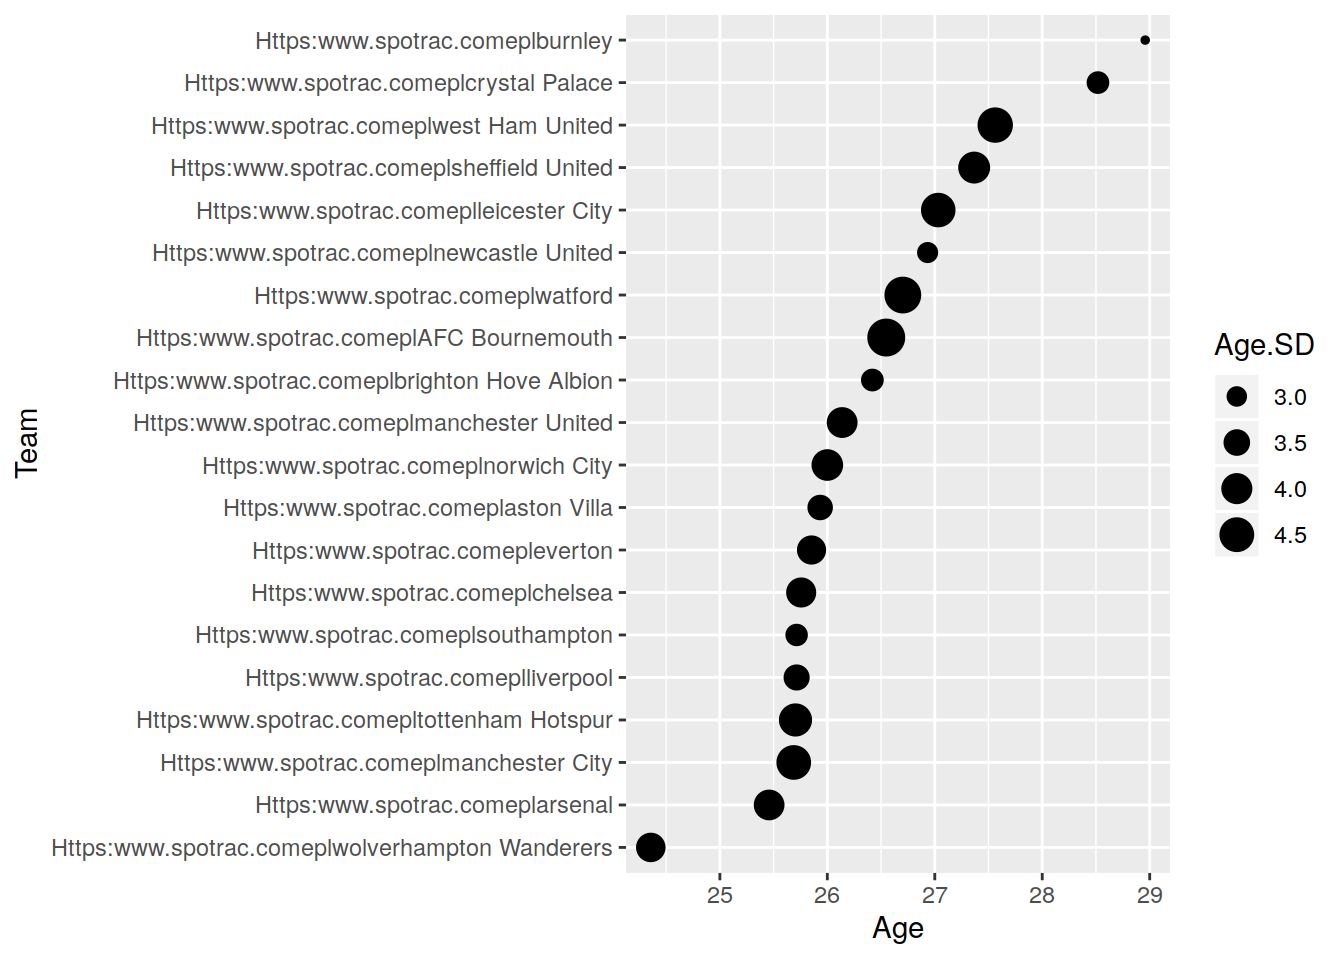 Https:www.spotrac.comeplburnley
Https:www.spotrac.comeplcrystal Palace
Https:www.spotrac.comeplwest Ham United
Https:www.spotrac.comeplsheffield United
Https:www.spotrac.comeplleicester City
Https:www.spotrac.comeplnewcastle United
Https:www.spotrac.comeplwatford
Https:www.spotrac.comeplAFC Bournemouth
Https:www.spotrac.comeplbrighton Hove Albion
Https:www.spotrac.comeplmanchester United
Https:www.spotrac.comeplnorwich City
Https:www.spotrac.comeplaston Villa
Https:www.spotrac.comepleverton
Https:www.spotrac.comeplchelsea
Https:www.spotrac.comeplsouthampton
Https:www.spotrac.comeplliverpool
Https:www.spotrac.comepltottenham Hotspur
Https:www.spotrac.comeplmanchester City
Https:www.spotrac.comeplarsenal
Https:www.spotrac.comeplwolverhampton Wanderers
Team
25 26 27 28 29
Age
Age.SD
3.0
3.5
4.0
4.5